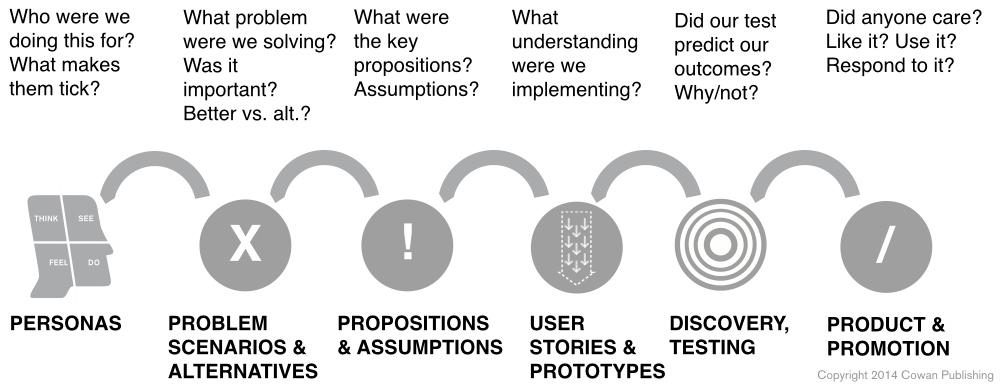 Who were we
doing this for?
What makes
them tick?
What problem
were we solving?
Was it
important?
Better vs. alt.?
What were
the key
propositions?
Assumptions?
What
understanding
were we
implementing?
Did our test
predict our
outcomes?
Why/not?
Did anyone care?
Like it? Use it?
Respond to it?
THINK SEE
FEEL DO
X
!
/
PERSONAS
PROBLEM
SCENARIOS &
ALTERNATIVES
PROPOSITIONS
& ASSUMPTIONS
USER
STORIES &
PROTOTYPES
DISCOVERY,
TESTING
PRODUCT &
PROMOTION
Copyright 2014 Cowan Publishing